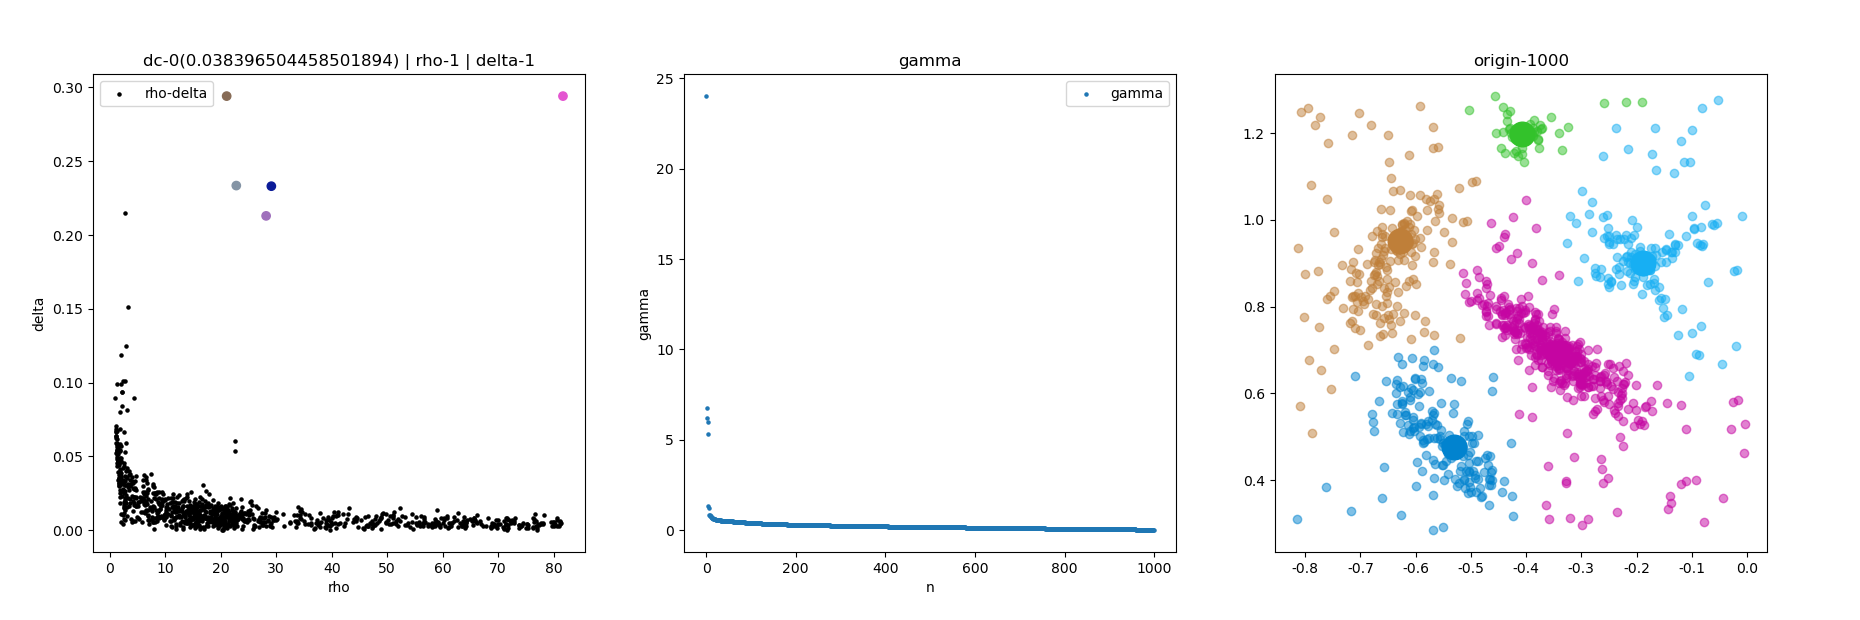 dc-0(0.038396504458501894) | rho-1 | delta-1
rho-delta
0.30
0.25
0.20
0.15
0.10
0.05
0.00
delta
0 10 20 30 40 50 60 70 80
rho
gamma
gamma
25
20
15
10
5
0
gamma
0 200 400 600 800 1000
n
origin-1000
1.2
1.0
0.8
0.6
0.4
-0.8 -0.7 -0.6 -0.5 -0.4 -0.3 -0.2 -0.1 0.0